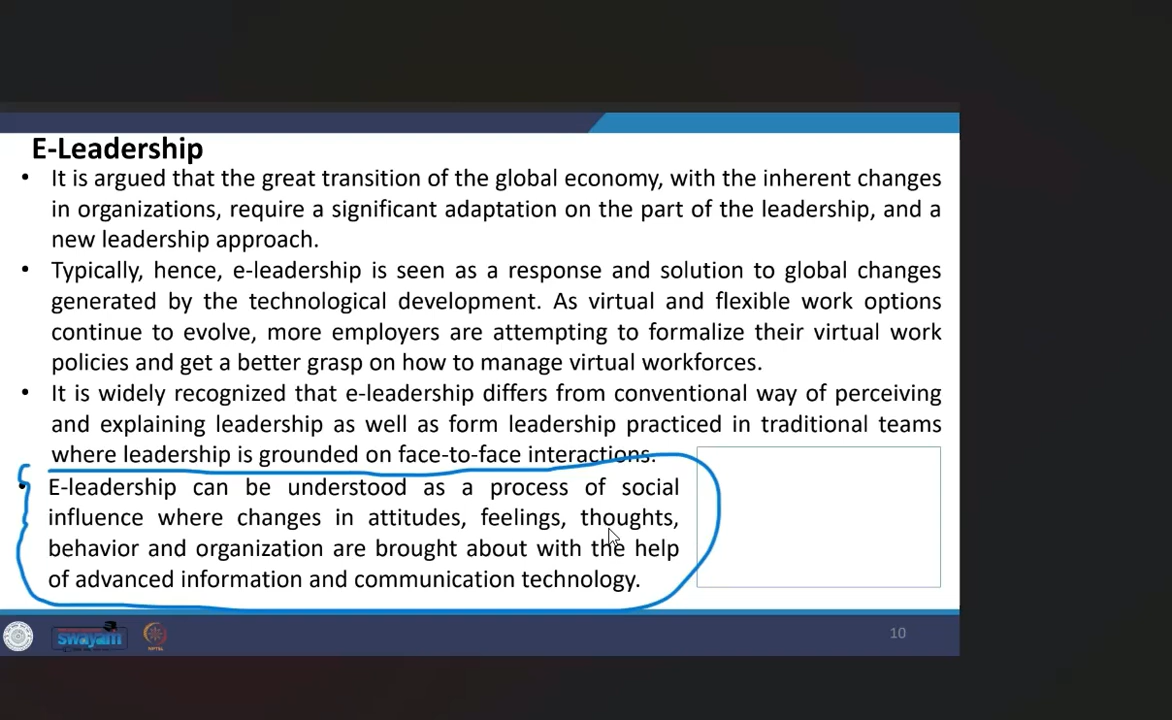 E-Leadership
• It is argued that the great transition of the global economy, with the inherent changes
in organizations, require a significant adaptation on the part of the leadership, and a
new leadership approach.
• Typically, hence, e-leadership is seen as a response and solution to global changes
generated by the technological development. As virtual and flexible work options
continue to evolve, more employers are attempting to formalize their virtual work
policies and get a better grasp on how to manage virtual workforces.
• It is widely recognized that e-leadership differs from conventional way of perceiving
and explaining leadership as well as form leadership practiced in traditional teams
where leadership is grounded on face-to-face interactions.
• E-leadership can be understood as a process of social
influence where changes in attitudes, feelings, thoughts,
behavior and organization are brought about with the help
of advanced information and communication technology.
swayam
10